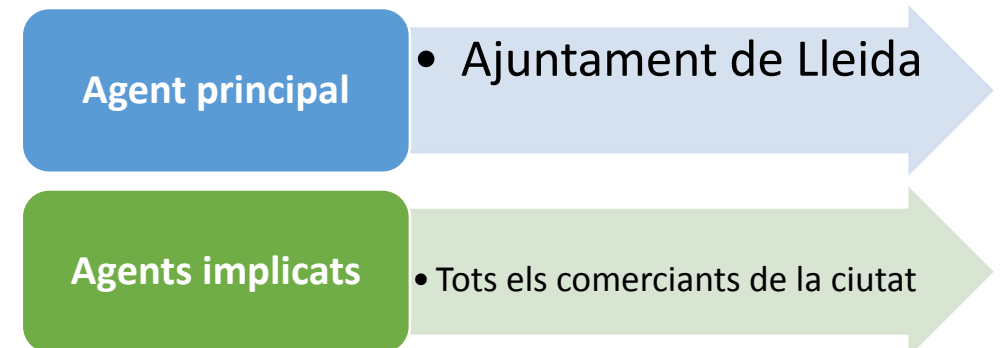 Agent principal
• Ajuntament de Lleida
Agents implicats
• Tots els comerciants de la ciutat